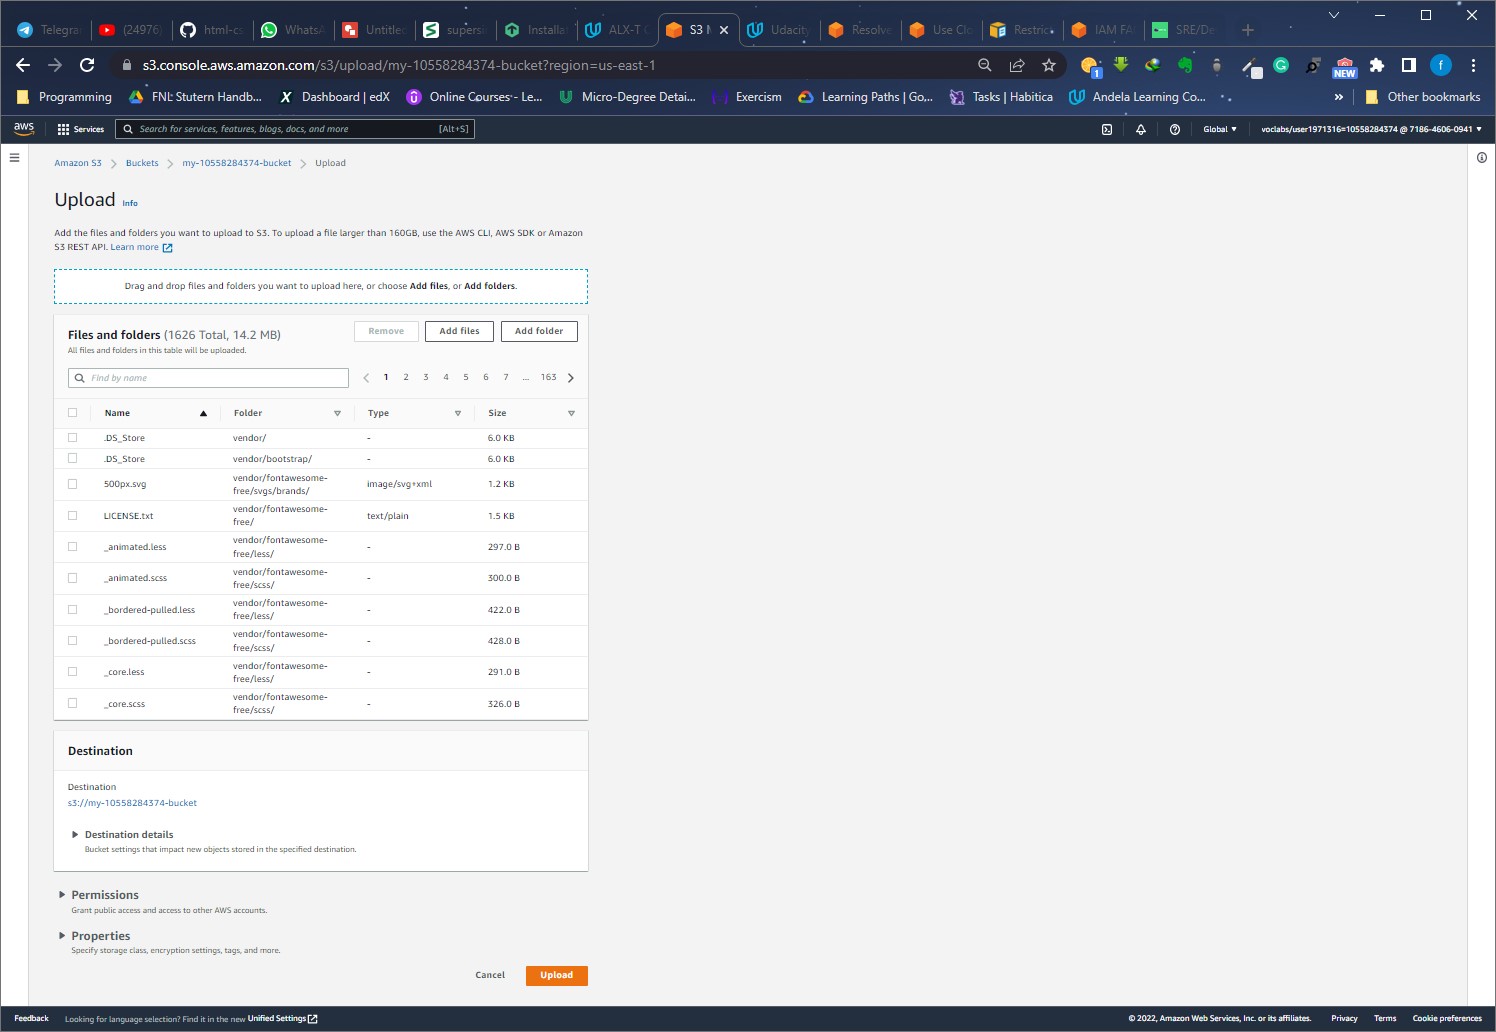 Telegra
(24976)
html-cs
WhatsA
Untitled
supers
Installa
ALX-T C
S3 M
Udacity
Resolve
Use Clo
Restric
IAM FA
SRE/De
s3.console.aws.amazon.com/s3/upload/my-10558284374-bucket?region=us-east-1
1
NEW
f
Programming
FNL: Stutern Handb...
Dashboard | edX
Online Courses - Le...
Micro-Degree Detai...
Exercism
Learning Paths | Go...
Tasks | Habitica
Andela Learning Co...
»
Other bookmarks
aws
Services
Search for services, features, blogs, docs, and more
[Alt+S]
Global
voclabs/user1971316=10558284374 @ 7186-4606-0941
Amazon S3
Buckets
my-10558284374-bucket
Upload
Upload
Info
Add the files and folders you want to upload to S3. To upload a file larger than 160GB, use the AWS CLI, AWS SDK or Amazon
S3 REST API. Learn more
Drag and drop files and folders you want to upload here, or choose Add files, or Add folders.
Files and folders (1626 Total, 14.2 MB)
Remove
Add files
Add folder
All files and folders in this table will be uploaded.
Find by name
1 2 3 4 5 6 7 ... 163
Name Folder Type Size
.DS_Store vendor/ - 6.0 KB
.DS_Store vendor/bootstrap/ - 6.0 KB
500px.svg vendor/fontawesome- image/svg+xml 1.2 KB
free/svgs/brands/
LICENSE.txt vendor/fontawesome- text/plain 1.5 KB
free/
_animated.less vendor/fontawesome- - 297.0 B
free/less/
_animated.scss vendor/fontawesome- - 300.0 B
free/scss/
_bordered-pulled.less vendor/fontawesome- - 422.0 B
free/less/
_bordered-pulled.scss vendor/fontawesome- - 428.0 B
free/scss/
_core.less vendor/fontawesome- - 291.0 B
free/less/
_core.scss vendor/fontawesome- - 326.0 B
free/scss/
Destination
Destination
s3://my-10558284374-bucket
Destination details
Bucket settings that impact new objects stored in the specified destination.
Permissions
Grant public access and access to other AWS accounts.
Properties
Specify storage class, encryption settings, tags, and more.
Cancel
Upload
Feedback
Looking for language selection? Find it in the new Unified Settings
© 2022, Amazon Web Services, Inc. or its affiliates.
Privacy
Terms
Cookie preferences